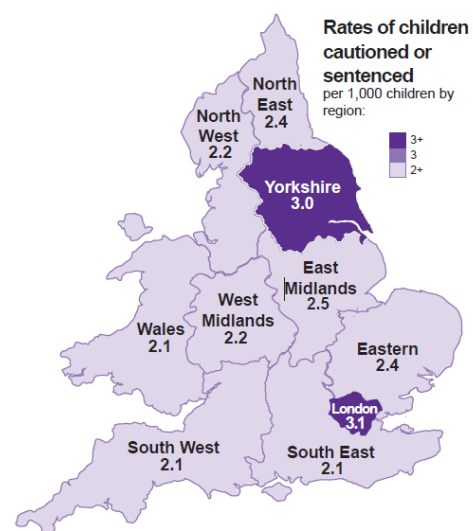 Rates of children
cautioned or
sentenced
per 1,000 children by
region:
3+
3
2+
North
East
2.4
North
West
2.2
Yorkshire
3.0
East
Midlands
2.5
West
Midlands
2.2
Wales
2.1
Eastern
2.4
London
3.1
South West
2.1
South East
2.1